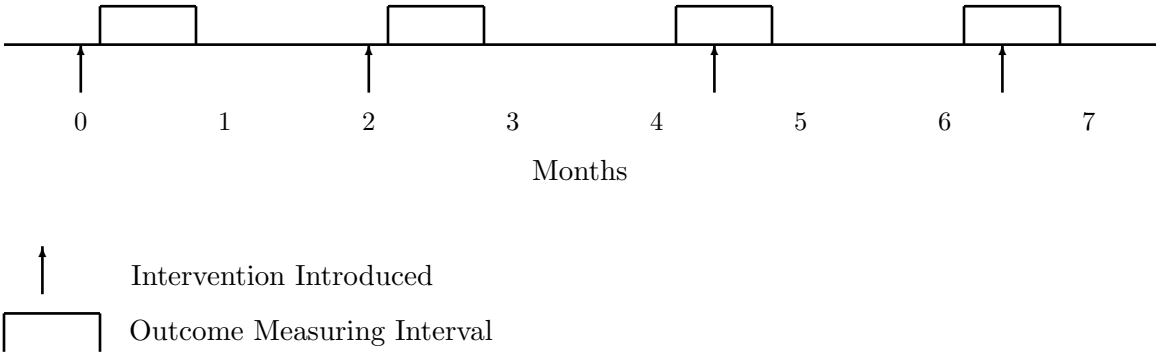 0 1 2 3 4 5 6 7
Months
Intervention Introduced
Outcome Measuring Interval